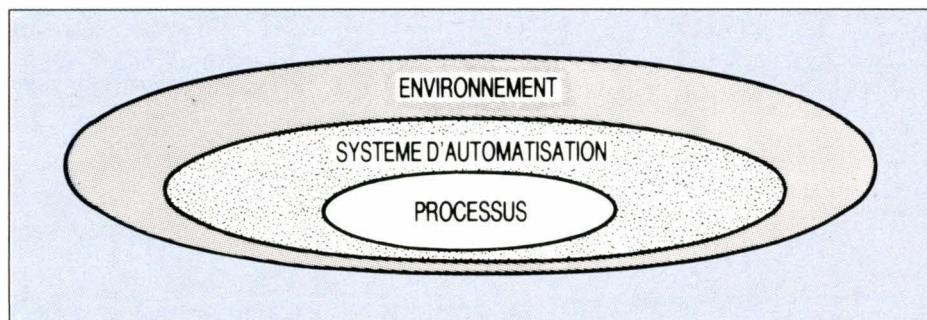 ENVIRONNEMENT
SYSTEME D'AUTOMATISATION
PROCESSUS